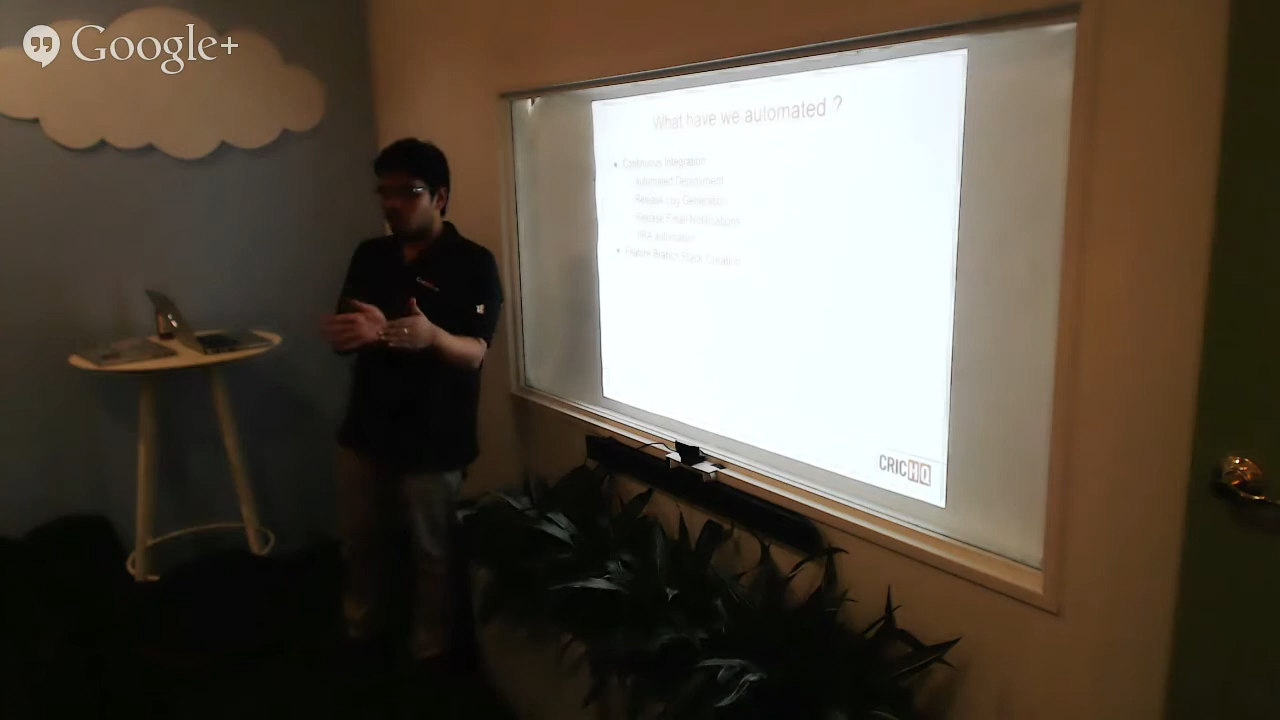 Google+
What have we automated ?
Continuous Integration
Automated Deployment
Release Log Generation
Release Email Notifications
JIRA automation
Feature Branch Stack Creation
CRICHQ